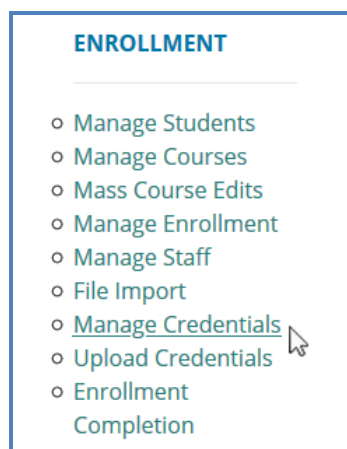 ENROLLMENT
Manage Students
Manage Courses
Mass Course Edits
Manage Enrollment
Manage Staff
File Import
Manage Credentials
Upload Credentials
Enrollment
Completion